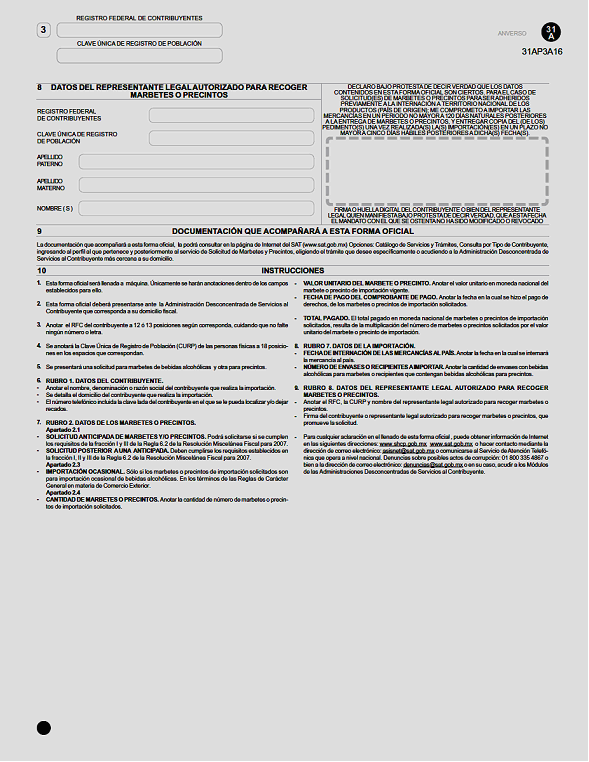 REGISTRO FEDERAL DE CONTRIBUYENTES
3
CLAVE ÚNICA DE REGISTRO DE POBLACIÓN
ANVERSO
31
A
31AP3A16
8 DATOS DEL REPRESENTANTE LEGAL AUTORIZADO PARA RECOGER
MARBETES O PRECINTOS
REGISTRO FEDERAL
DE CONTRIBUYENTES
CLAVE ÚNICA DE REGISTRO
DE POBLACIÓN
APELLIDO
PATERNO
APELLIDO
MATERNO
NOMBRE ( S )
DECLARO BAJO PROTESTA DE DECIR VERDAD QUE LOS DATOS
CONTENIDOS EN ESTA FORMA OFICIAL SON CIERTOS. PARA EL CASO DE
SOLICITUD(ES) DE MARBETES O PRECINTOS PARA SER ADHERIDOS
PREVIAMENTE A LA INTERNACIÓN A TERRITORIO NACIONAL DE LOS
PRODUCTOS (PAÍS DE ORIGEN); ME COMPROMETO A IMPORTAR LAS
MERCANCÍAS EN UN PERIODO NO MAYOR A 120 DÍAS NATURALES POSTERIORES
A LA ENTREGA DE MARBETES O PRECINTOS, Y ENTREGAR COPIA DEL (DE LOS)
PEDIMENTO(S) UNA VEZ REALIZADA(S) LA(S) IMPORTACIÓN(ES) EN UN PLAZO NO
MAYOR A CINCO DÍAS HÁBILES POSTERIORES A DICHA(S) FECHA(S).
FIRMA O HUELLA DIGITAL DEL CONTRIBUYENTE O BIEN DEL REPRESENTANTE
LEGAL, QUIEN MANIFIESTA BAJO PROTESTA DE DECIR VERDAD, QUE A ESTA FECHA
EL MANDATO CON EL QUE SE OSTENTA NO HA SIDO MODIFICADO O REVOCADO
9 DOCUMENTACIÓN QUE ACOMPAÑARÁ A ESTA FORMA OFICIAL
La documentación que acompañará a esta forma oficial, la podrá consultar en la página de Internet del SAT (www.sat.gob.mx) Opciones: Catálogo de Servicios y Trámites, Consulta por Tipo de Contribuyente,
ingresando al perfil al que pertenece y posteriormente al servicio de Solicitud de Marbetes y Precintos, eligiendo el trámite que desee específicamente o acudiendo a la Administración Desconcentrada de
Servicios al Contribuyente más cercana a su domicilio.
10 INSTRUCCIONES
1. Esta forma oficial será llenada a máquina. Únicamente se harán anotaciones dentro de los campos
establecidos para ello.
2. Esta forma oficial deberá presentarse ante la Administración Desconcentrada de Servicios al
Contribuyente que corresponda a su domicilio fiscal.
3. Anotar el RFC del contribuyente a 12 ó 13 posiciones según corresponda, cuidando que no falte
ningún número o letra.
4. Se anotará la Clave Única de Registro de Población (CURP) de las personas físicas a 18 posicio-
nes en los espacios que correspondan.
5. Se presentará una solicitud para marbetes de bebidas alcohólicas y otra para precintos.
6. RUBRO 1. DATOS DEL CONTRIBUYENTE.
- Anotar el nombre, denominación o razón social del contribuyente que realiza la importación.
- Se detalla el domicilio del contribuyente que realiza la importación.
- El número telefónico incluida la clave lada del contribuyente en el que se le pueda localizar y/o dejar
recados.
7. RUBRO 2. DATOS DE LOS MARBETES O PRECINTOS.
Apartado 2.1
- SOLICITUD ANTICIPADA DE MARBETES Y/O PRECINTOS. Podrá solicitarse si se cumplen
los requisitos de la fracción I y III de la Regla 6.2 de la Resolución Miscelánea Fiscal para 2007.
- SOLICITUD POSTERIOR A UNA ANTICIPADA. Deben cumplirse los requisitos establecidos en
la fracción I, II y III de la Regla 6.2 de la Resolución Miscelánea Fiscal para 2007.
Apartado 2.3
- IMPORTACIÓN OCASIONAL. Sólo si los marbetes o precintos de importación solicitados son
para importación ocasional de bebidas alcohólicas. En los términos de las Reglas de Carácter
General en materia de Comercio Exterior.
Apartado 2.4
- CANTIDAD DE MARBETES O PRECINTOS. Anotar la cantidad de número de marbetes o precin-
tos de importación solicitados.
- VALOR UNITARIO DEL MARBETE O PRECINTO. Anotar el valor unitario en moneda nacional del
marbete o precinto de importación vigente.
- FECHA DE PAGO DEL COMPROBANTE DE PAGO. Anotar la fecha en la cual se hizo el pago de
derechos, de los marbetes o precintos de importación solicitados.
- TOTAL PAGADO. El total pagado en moneda nacional de marbetes o precintos de importación
solicitados, resulta de la multiplicación del número de marbetes o precintos solicitados por el valor
unitario del marbete o precinto de importación.
8. RUBRO 7. DATOS DE LA IMPORTACIÓN.
- FECHA DE INTERNACIÓN DE LAS MERCANCÍAS AL PAÍS. Anotar la fecha en la cual se internará
la mercancía al país.
- NÚMERO DE ENVASES O RECIPIENTES A IMPORTAR. Anotar la cantidad de envases con bebidas
alcohólicas para marbetes o recipientes que contengan bebidas alcohólicas para precintos.
9. RUBRO 8. DATOS DEL REPRESENTANTE LEGAL AUTORIZADO PARA RECOGER
MARBETES O PRECINTOS.
- Anotar el RFC, la CURP y nombre del representante legal autorizado para recoger marbetes o
precintos.
- Firma del contribuyente o representante legal autorizado para recoger marbetes o precintos, que
promueve la solicitud.
- Para cualquier aclaración en el llenado de esta forma oficial , puede obtener información de Internet
en las siguientes direcciones: www.shcp.gob.mx www.sat.gob.mx o hacer contacto mediante la
dirección de correo electrónico: asisnet@sat.gob.mx o comunicarse al Servicio de Atención Telefó-
nica que opera a nivel nacional. Denuncias sobre posibles actos de corrupción: 01 800 335 4867 o
bien a la dirección de correo electrónico: denuncias@sat.gob.mx o en su caso, acudir a los Módulos
de las Administraciones Desconcentradas de Servicios al Contribuyente.